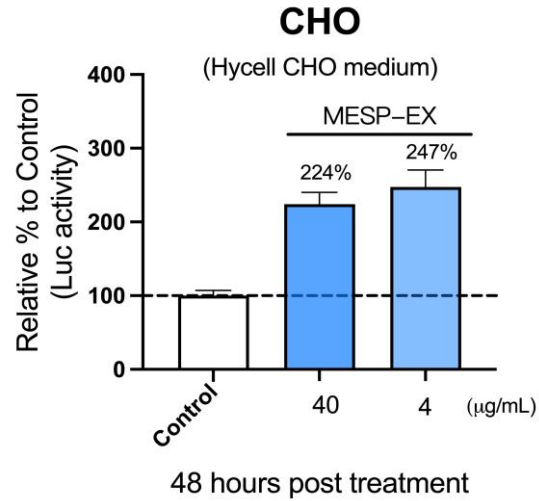 CHO
(Hycell CHO medium)
Relative % to Control
(Luc activity)
400
300
200
100
0
MESP–EX
224%
247%
Control
40
4
(μg/mL)
48 hours post treatment